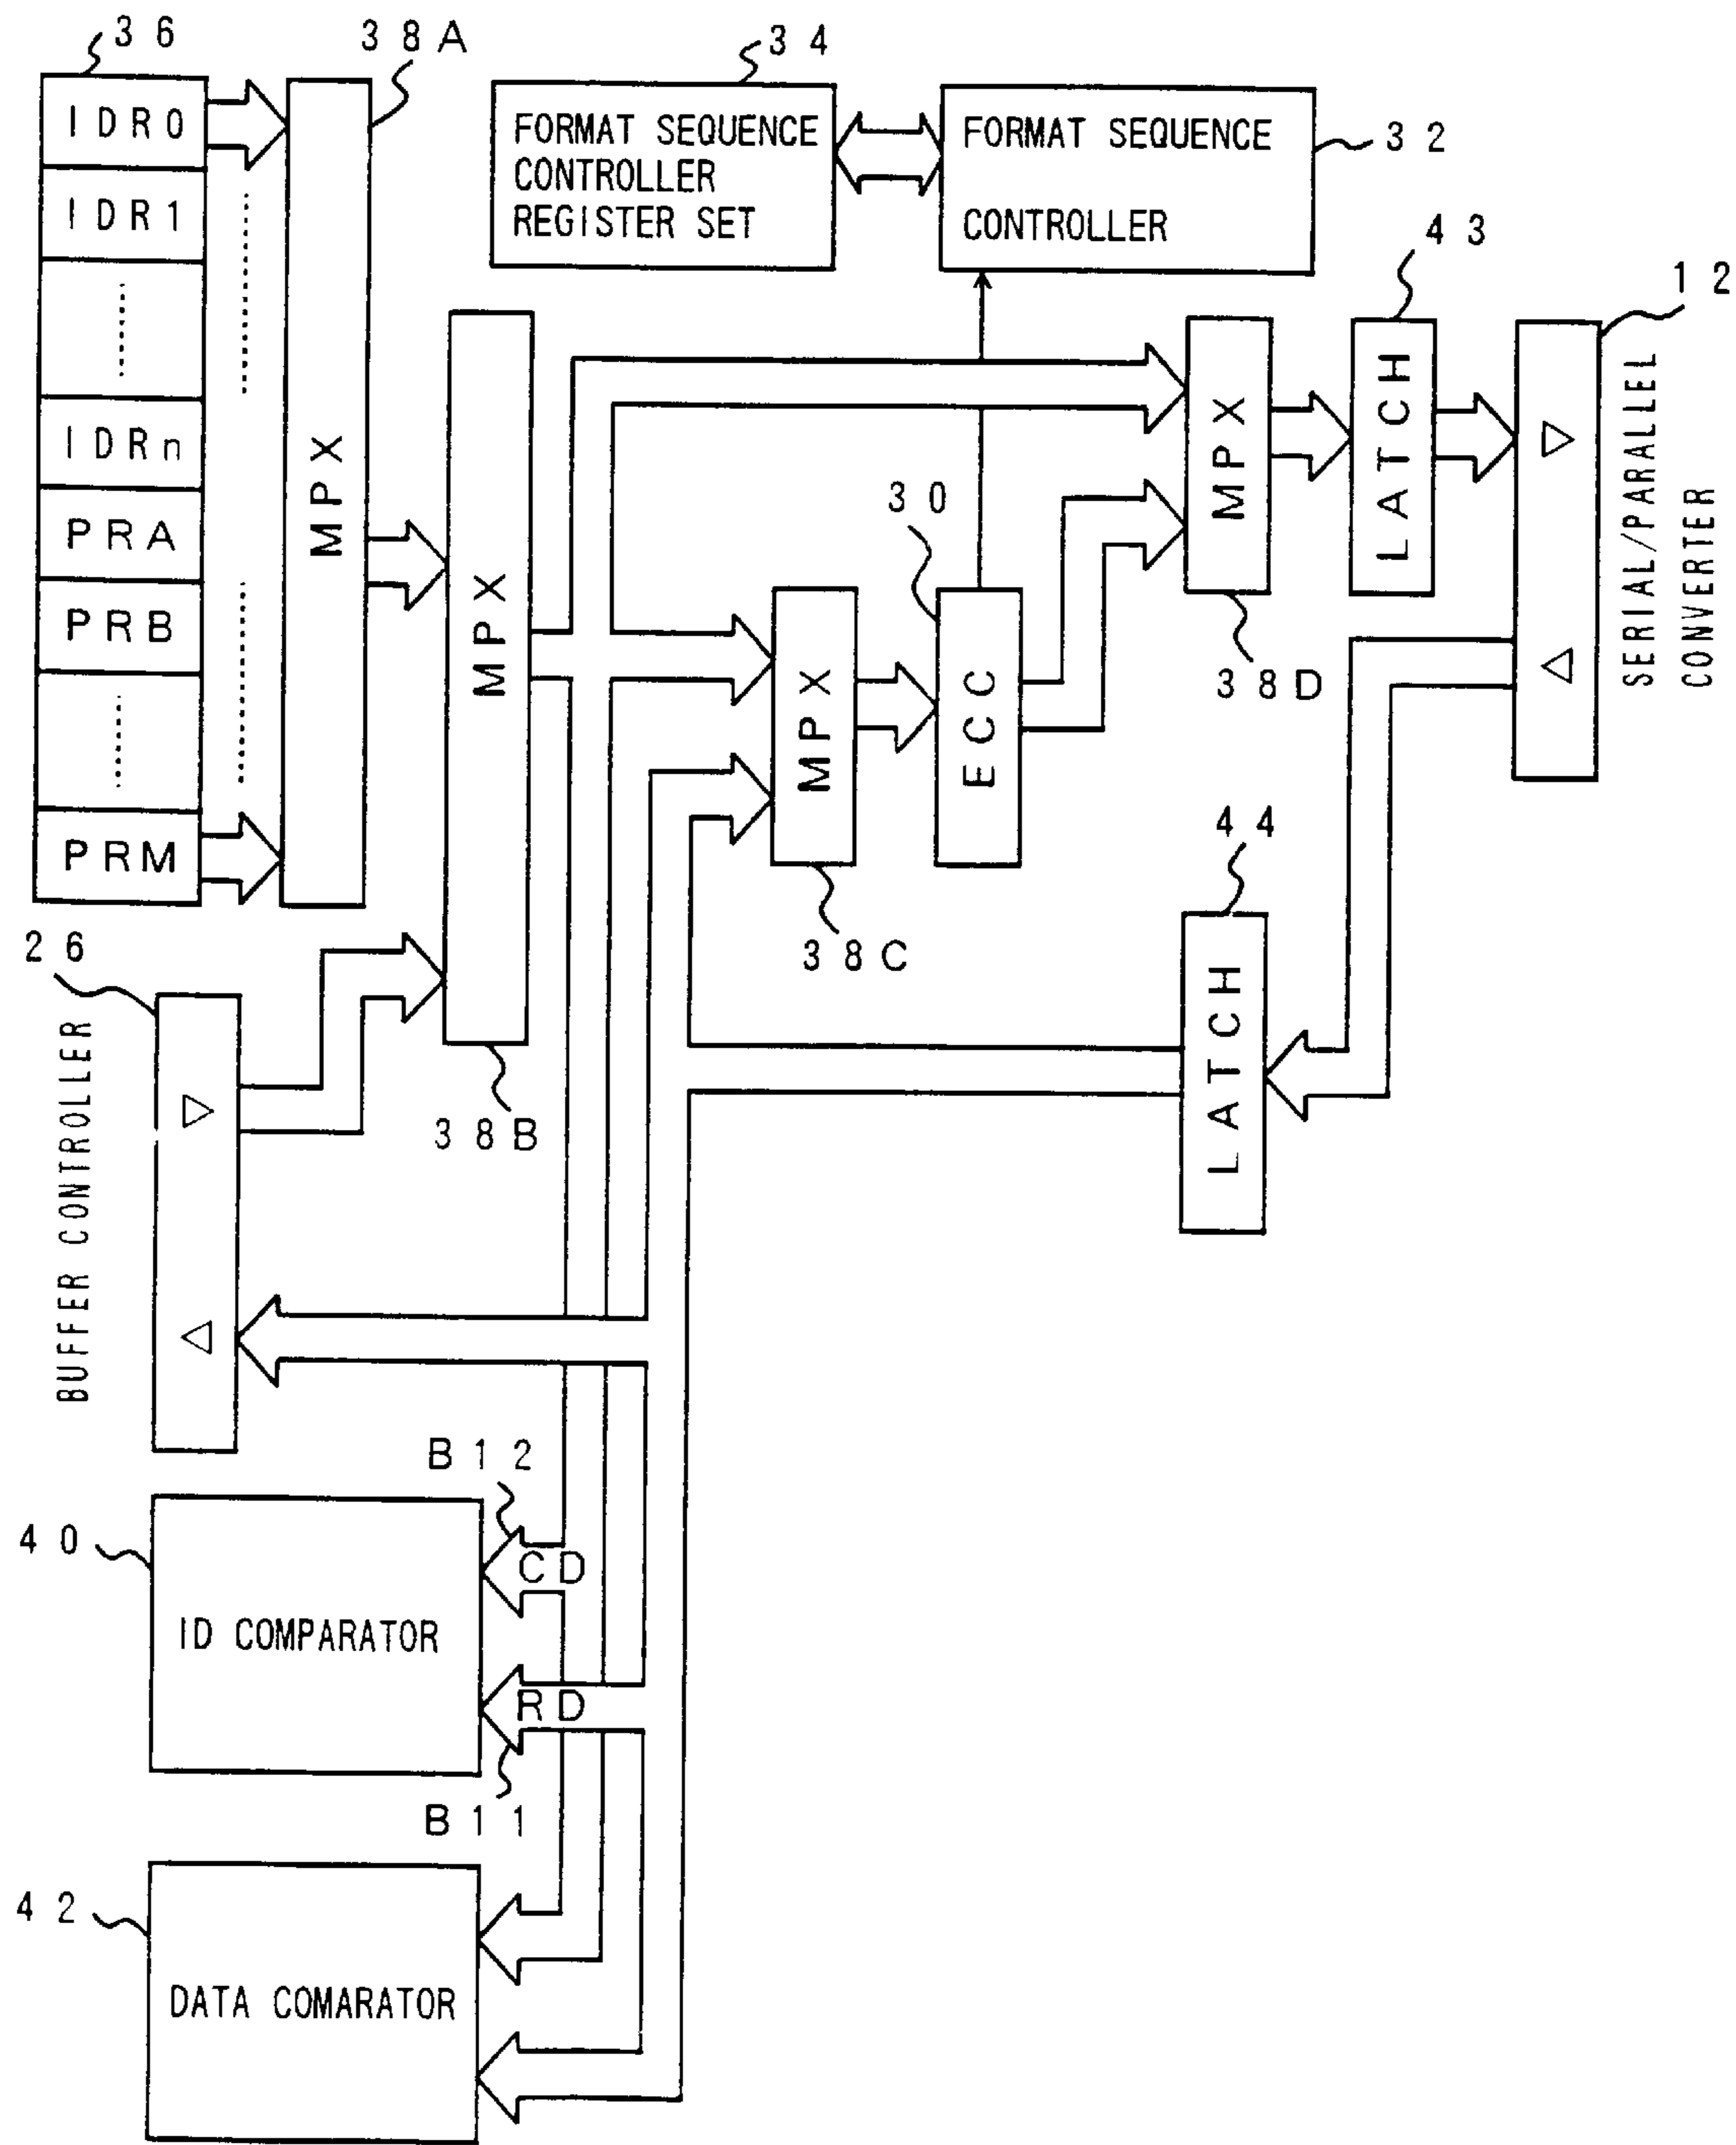 36
38A
34
IDR0
IDR1
IDRn
PRA
PRB
PRM
MPX
FORMAT SEQUENCE
CONTROLLER
REGISTER SET
FORMAT SEQUENCE
CONTROLLER
32
43
12
MPX
38B
30
MPX
38C
ECC
MPX
38D
LATCH
SERIAL/PARALLEL
CONVERTER
44
LATCH
26
BUFFER CONTROLLER
B12
40
CD
ID COMPARATOR
RD
B11
42
DATA COMARATOR